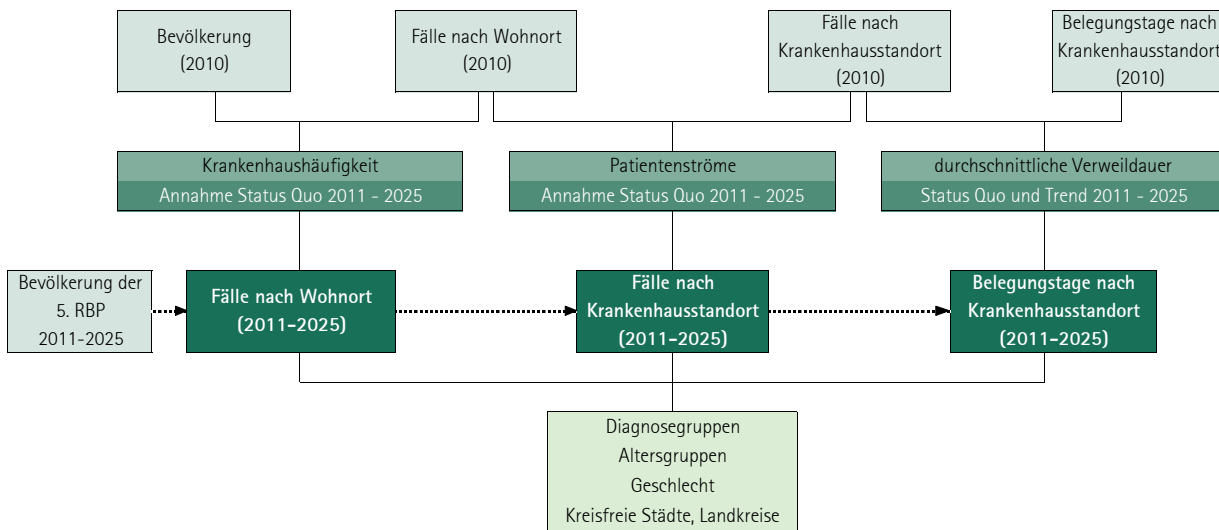 Bevölkerung
(2010)
Fälle nach Wohnort
(2010)
Fälle nach
Krankenhausstandort
(2010)
Belegungstage nach
Krankenhausstandort
(2010)
Krankenhaushäufigkeit
Annahme Status Quo 2011 - 2025
Patientenströme
Annahme Status Quo 2011 - 2025
durchschnittliche Verweildauer
Status Quo und Trend 2011 - 2025
Bevölkerung der
5. RBP
2011-2025
Fälle nach Wohnort
(2011-2025)
Fälle nach
Krankenhausstandort
(2011-2025)
Belegungstage nach
Krankenhausstandort
(2011-2025)
Diagnosegruppen
Altersgruppen
Geschlecht
Kreisfreie Städte, Landkreise